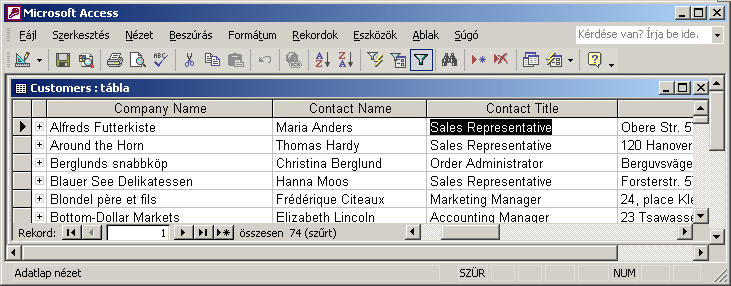 Microsoft Access
Fájl Szerkesztés Nézet Beszúrás Formátum Rekordok Eszközök Ablak Súgó Kérdése van? Írja be ide.
Customers : tábla
Company Name Contact Name Contact Title
Alfreds Futterkiste Maria Anders Sales Representative Obere Str. 57
Around the Horn Thomas Hardy Sales Representative 120 Hanover
Berglunds snabbköp Christina Berglund Order Administrator Berguvsväge
Blauer See Delikatessen Hanna Moos Sales Representative Forsterstr. 57
Blondel père et fils Frédérique Citeaux Marketing Manager 24, place Klé
Bottom-Dollar Markets Elizabeth Lincoln Accounting Manager 23 Tsawasse
Rekord: 1 összesen 74 (szűrt)
Adatlap nézet SZŰR NUM